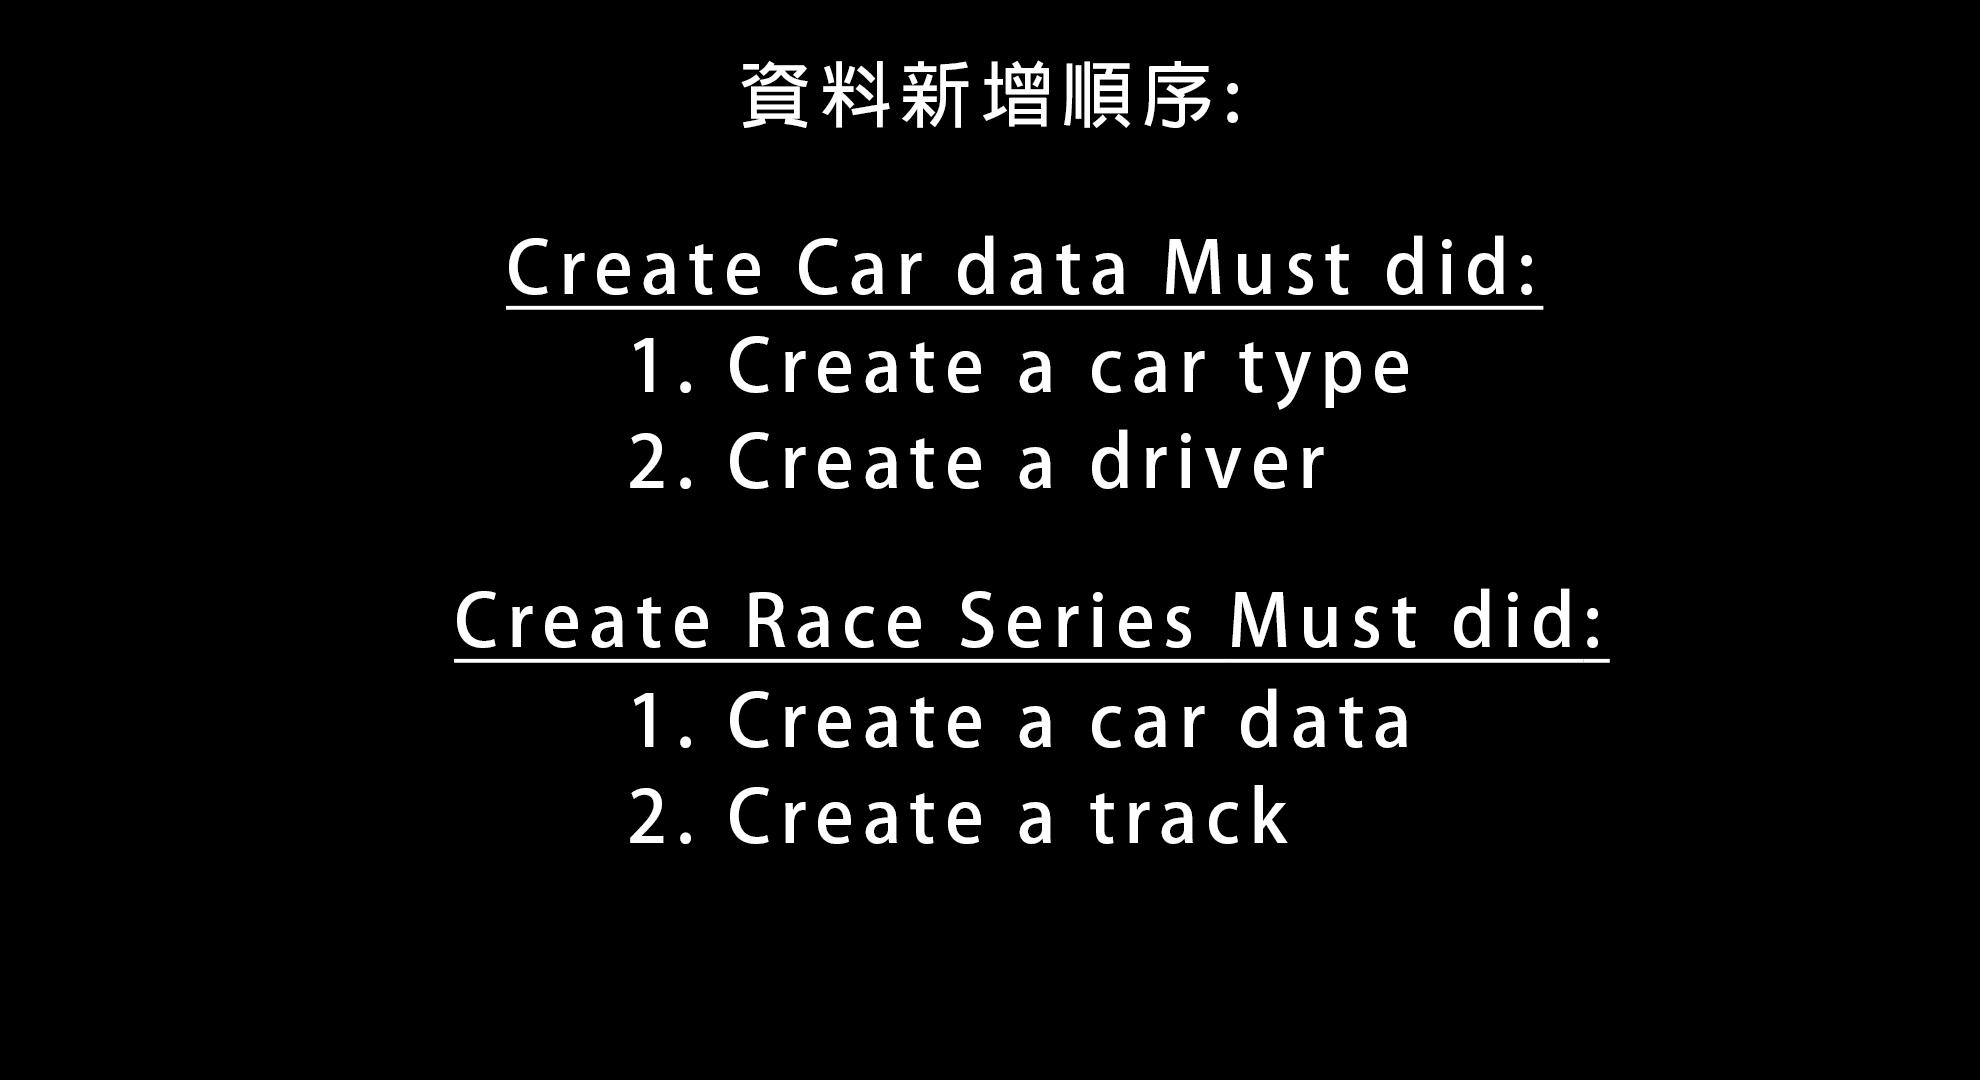 資料新增順序:
Create Car data Must did:
1. Create a car type
2. Create a driver
Create Race Series Must did:
1. Create a car data
2. Create a track